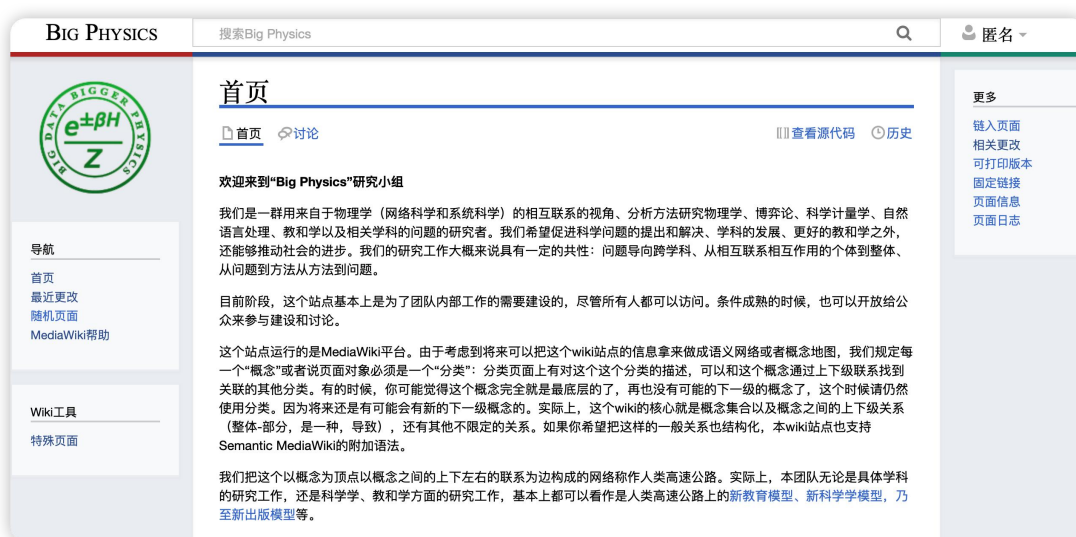 BIG PHYSICS
搜索Big Physics
匿名
BIG DATA BIGGER PHYSICS
e±βH
Z
导航
首页
最近更改
随机页面
MediaWiki帮助
Wiki工具
特殊页面
首页
首页
讨论
查看源代码
历史
欢迎来到“Big Physics”研究小组
我们是一群用来自于物理学（网络科学和系统科学）的相互联系的视角、分析方法研究物理学、博弈论、科学计量学、自然
语言处理、教和学以及相关学科的问题的研究者。我们希望促进科学问题的提出和解决、学科的发展、更好的教和学之外，
还能够推动社会的进步。我们的研究工作大概来说具有一定的共性：问题导向跨学科、从相互联系相互作用的个体到整体、
从问题到方法从方法到问题。
目前阶段，这个站点基本上是为了团队内部工作的需要建设的，尽管所有人都可以访问。条件成熟的时候，也可以开放给公
众来参与建设和讨论。
这个站点运行的是MediaWiki平台。由于考虑到将来可以把这个wiki站点的信息拿来做成语义网络或者概念地图，我们规定每
一个“概念”或者说页面对象必须是一个“分类”：分类页面上有对这个这个分类的描述，可以和这个概念通过上下级联系找到
关联的其他分类。有的时候，你可能觉得这个概念完全就是最底层的了，再也没有可能的下一级的概念了，这个时候请仍然
使用分类。因为将来还是有可能会有新的下一级概念的。实际上，这个wiki的核心就是概念集合以及概念之间的上下级关系
（整体-部分，是一种，导致），还有其他不限定的关系。如果你希望把这样的一般关系也结构化，本wiki站点也支持
Semantic MediaWiki的附加语法。
我们把这个以概念为顶点以概念之间的上下左右的联系为边构成的网络称作人类高速公路。实际上，本团队无论是具体学科
的研究工作，还是科学学、教和学方面的研究工作，基本上都可以看作是人类高速公路上的新教育模型、新科学学模型，乃
至新出版模型等。
更多
链入页面
相关更改
可打印版本
固定链接
页面信息
页面日志